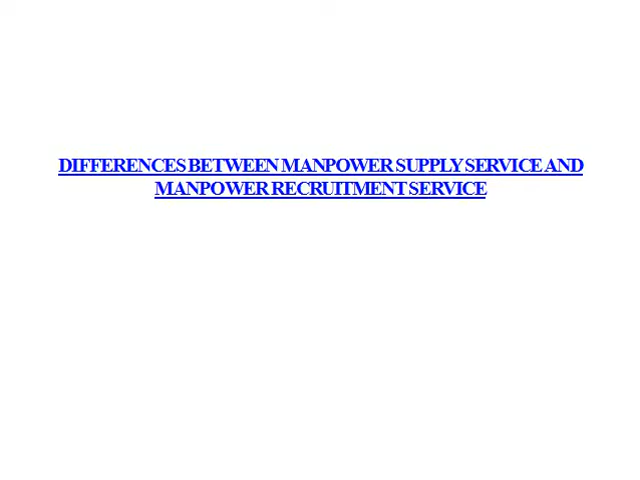 DIFFERENCES BETWEEN MANPOWER SUPPLY SERVICE AND
MANPOWER RECRUITMENT SERVICE